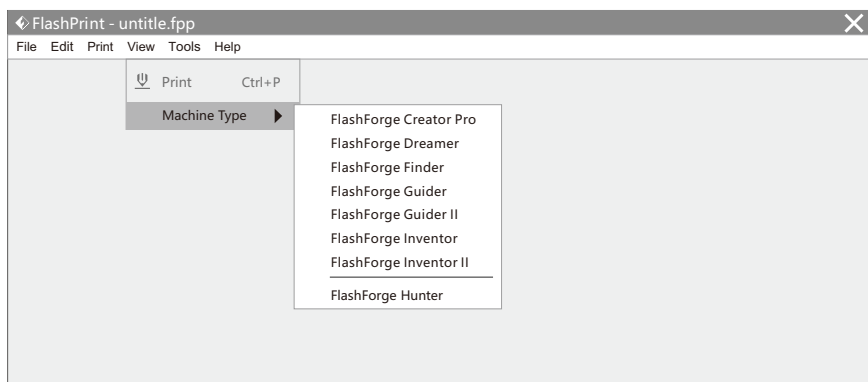 FlashPrint - untitle.fpp
File Edit Print View Tools Help
Print Ctrl+P
Machine Type
FlashForge Creator Pro
FlashForge Dreamer
FlashForge Finder
FlashForge Guider
FlashForge Guider II
FlashForge Inventor
FlashForge Inventor II
FlashForge Hunter